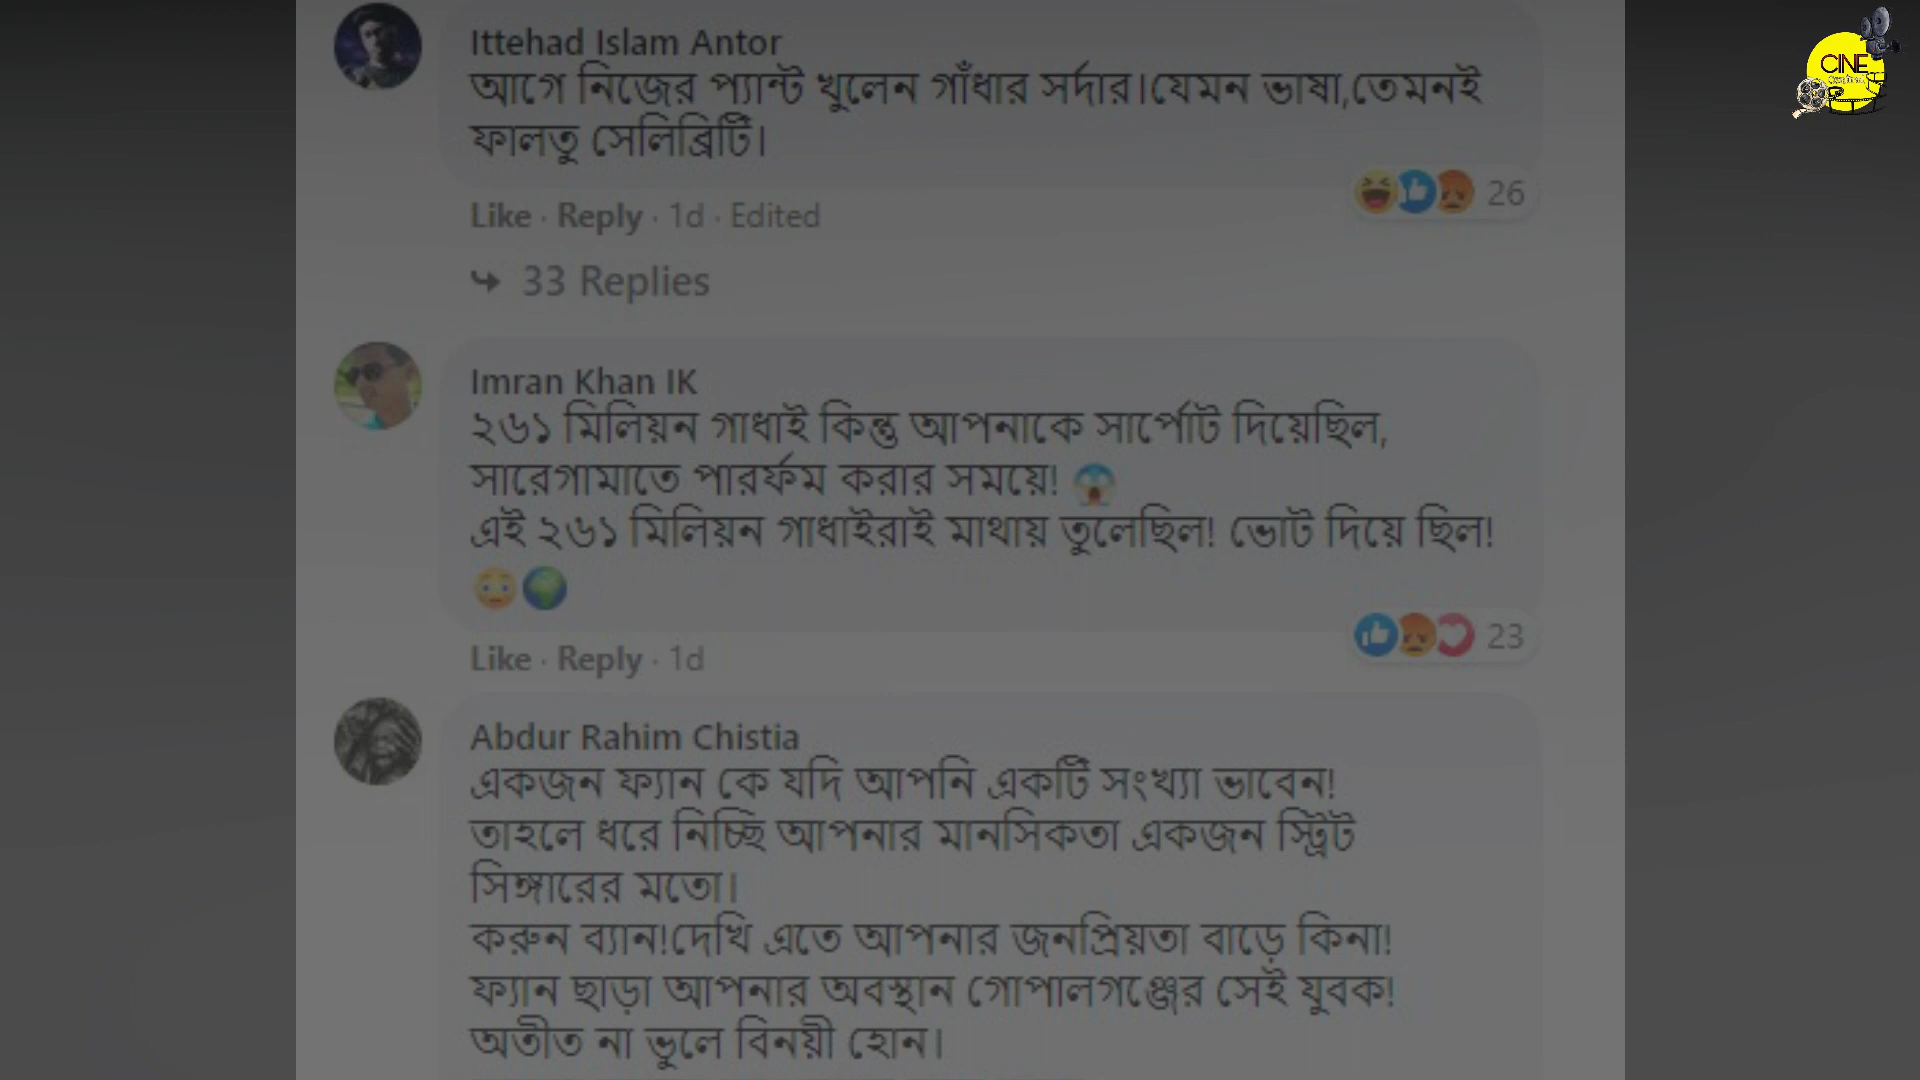 Ittehad Islam Antor
আগে নিজের প্যান্ট খুলেন গাঁধার সর্দার।যেমন ভাষা,তেমনই
ফালতু সেলিব্রিটি।
26
Like · Reply · 1d · Edited
33 Replies
Imran Khan IK
২৬১ মিলিয়ন গাধাই কিন্তু আপনাকে সার্পোট দিয়েছিল,
সারেগামাতে পারর্ফম করার সময়ে!
এই ২৬১ মিলিয়ন গাধাইরাই মাথায় তুলেছিল! ভোট দিয়ে ছিল!
23
Like · Reply · 1d
Abdur Rahim Chistia
একজন ফ্যান কে যদি আপনি একটি সংখ্যা ভাবেন!
তাহলে ধরে নিচ্ছি আপনার মানসিকতা একজন স্ট্রিট
সিঙ্গারের মতো।
করুন ব্যান!দেখি এতে আপনার জনপ্রিয়তা বাড়ে কিনা!
ফ্যান ছাড়া আপনার অবস্থান গোপালগঞ্জের সেই যুবক!
অতীত না ভুলে বিনয়ী হোন।
CINE